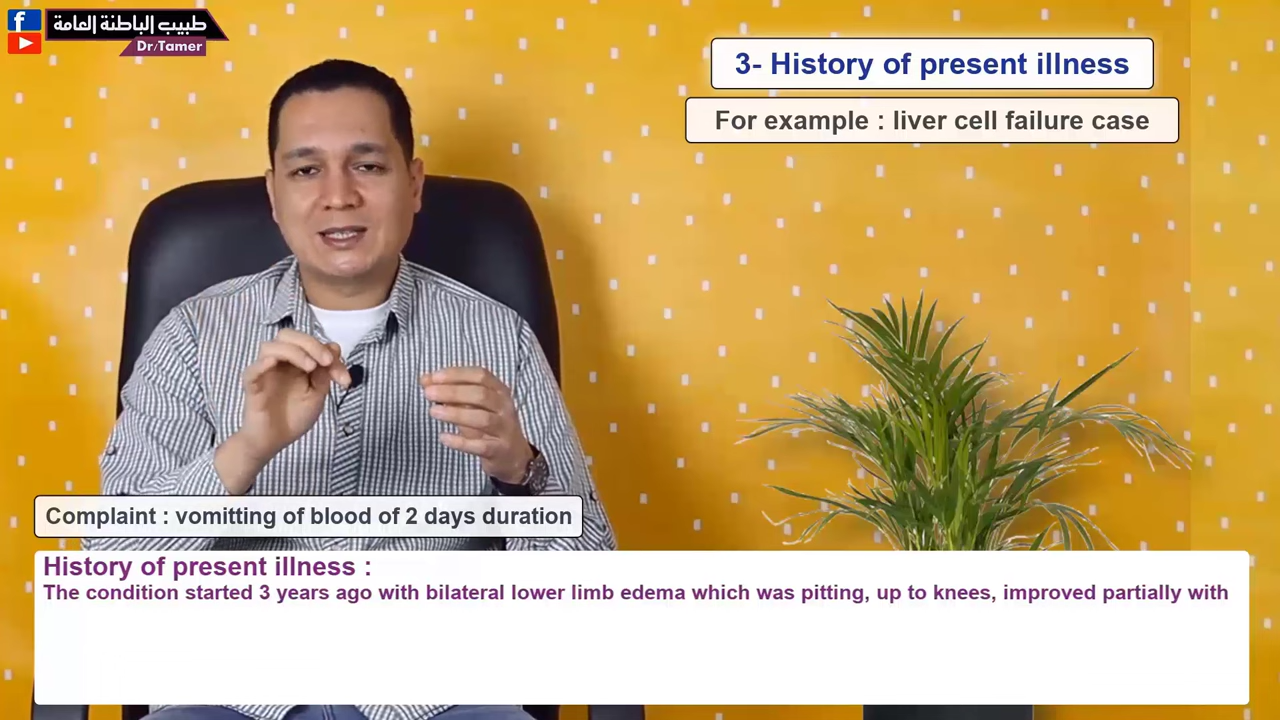 طبيب الباطنة العامة
Dr/Tamer
3- History of present illness
For example : liver cell failure case
Complaint : vomitting of blood of 2 days duration
History of present illness :
The condition started 3 years ago with bilateral lower limb edema which was pitting, up to knees, improved partially with